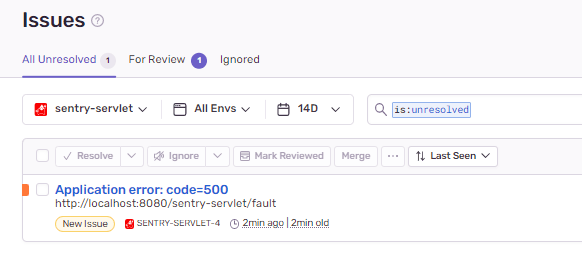 Issues ?
All Unresolved 1 For Review 1 Ignored
sentry-servlet All Envs 14D is:unresolved
Resolve Ignore Mark Reviewed Merge ... Last Seen
Application error: code=500
http://localhost:8080/sentry-servlet/fault
New Issue SENTRY-SERVLET-4 2min ago | 2min old